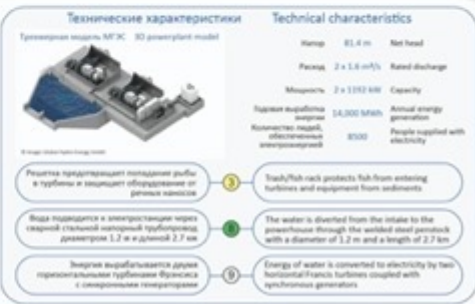 Технические характеристики Technical characteristics
Трехмерная модель МГЭС 3D powerplant model
Напор 81.4 m Net head
Расход 2 x 1.6 m³/s Rated discharge
Мощность 2 x 1192 kW Capacity
Годовая выработка энергии 14,000 MWh Annual energy generation
Количество людей, обеспеченных электроэнергией 8500 People supplied with electricity
Решетка предотвращает попадание рыбы
в турбины и защищает оборудование от
речных наносов
3
Trash/fish rack protects fish from entering
turbines and equipment from sediments
Вода подводится к электростанции через
сварной стальной напорный трубопровод
диаметром 1.2 м и длиной 2.7 км
The water is diverted from the intake to the
powerhouse through the welded steel penstock
with a diameter of 1.2 m and a length of 2.7 km
Энергия вырабатывается двумя
горизонтальными турбинами Фрэнсиса
с синхронными генераторами
9
Energy of water is converted to electricity by two
horizontal Francis turbines coupled with
synchronous generators